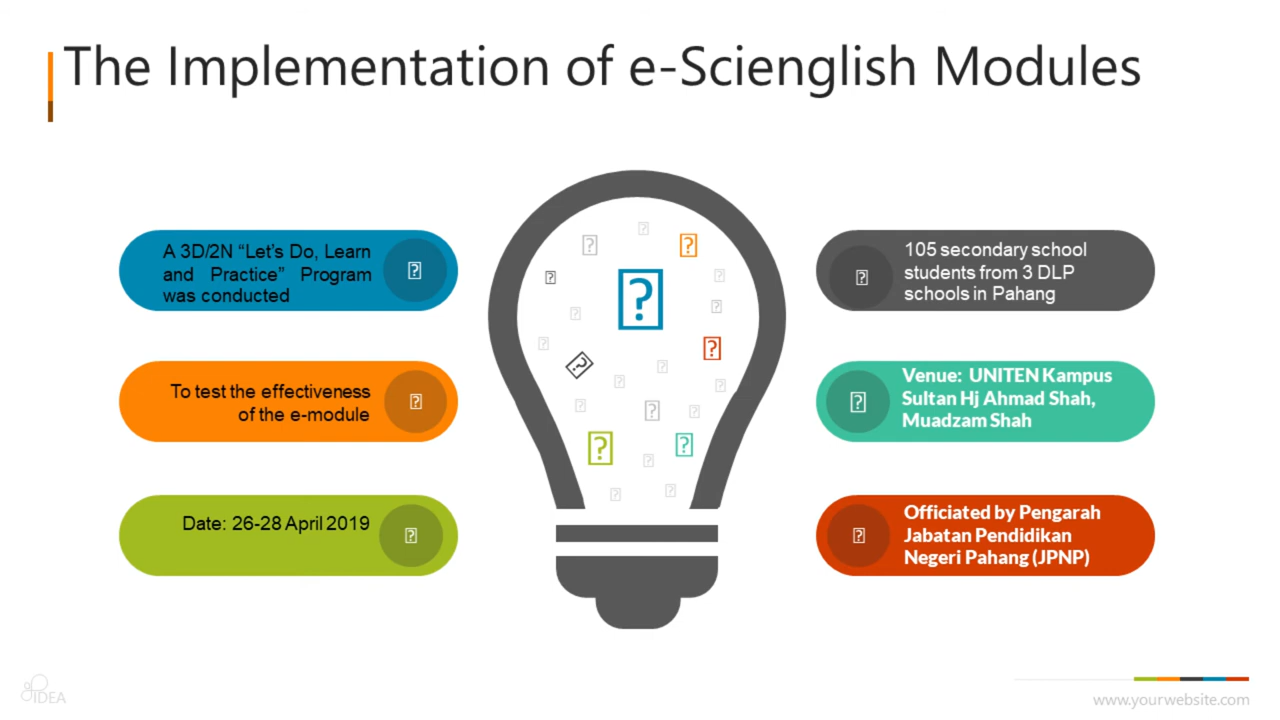 The Implementation of e-Scienglish Modules
A 3D/2N “Let’s Do, Learn
and Practice” Program
was conducted
To test the effectiveness
of the e-module
Date: 26-28 April 2019
105 secondary school
students from 3 DLP
schools in Pahang
Venue: UNITEN Kampus
Sultan Hj Ahmad Shah,
Muadzam Shah
Officiated by Pengarah
Jabatan Pendidikan
Negeri Pahang (JPNP)
IDEA
www.yourwebsite.com